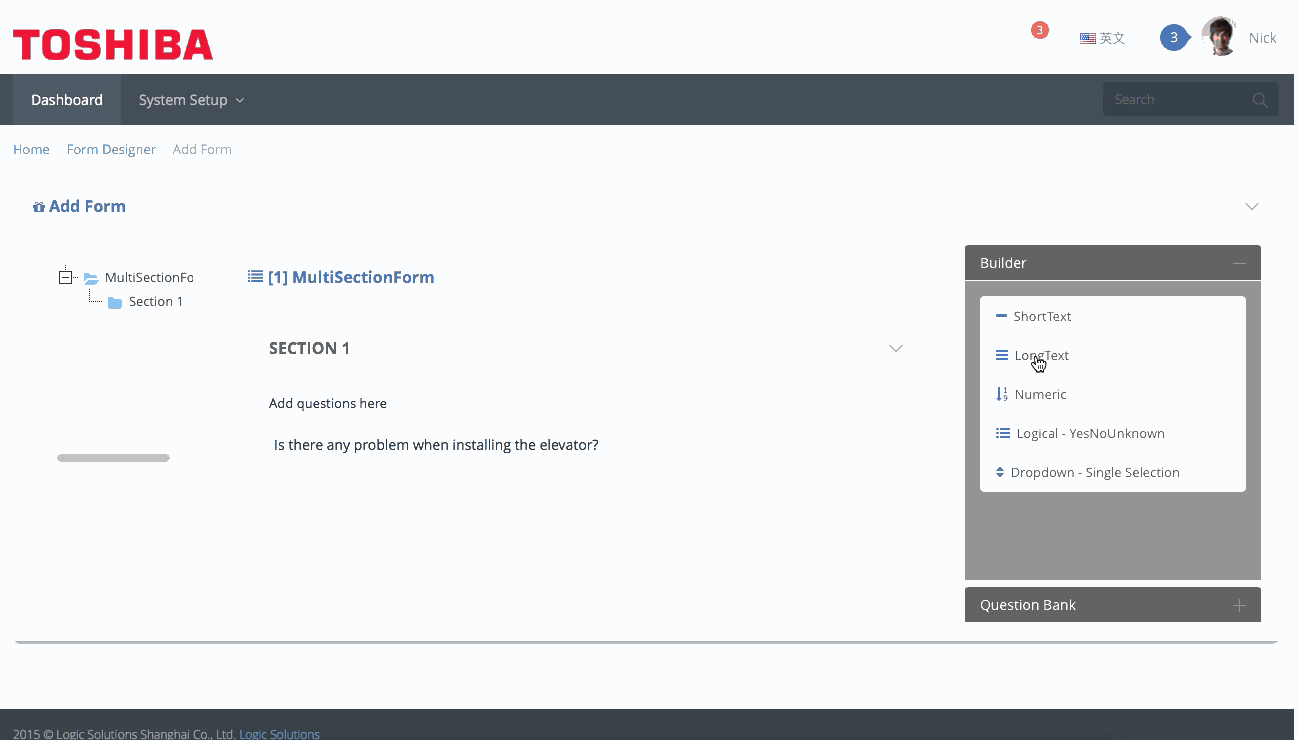 TOSHIBA
3
英文
3
Nick
Dashboard
System Setup
Search
Home
Form Designer
Add Form
Add Form
MultiSectionFo
Section 1
[1] MultiSectionForm
SECTION 1
Add questions here
Is there any problem when installing the elevator?
Builder
ShortText
LongText
Numeric
Logical - YesNoUnknown
Dropdown - Single Selection
Question Bank
2015 © Logic Solutions Shanghai Co., Ltd. Logic Solutions